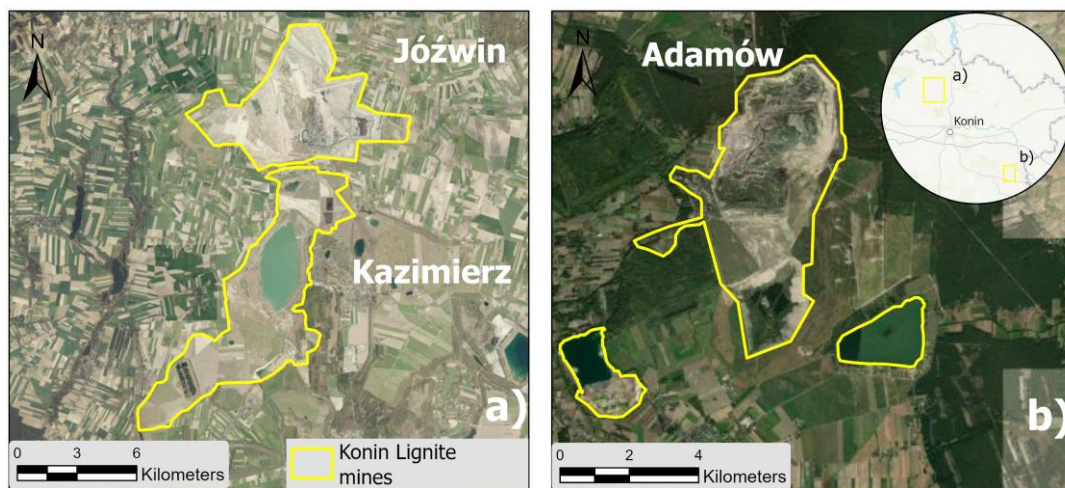 N
Jóźwin
Kazimierz
a)
0 3 6
Kilometers
Konin Lignite
mines
N
Adamów
a)
Konin
b)
b)
0 2 4
Kilometers